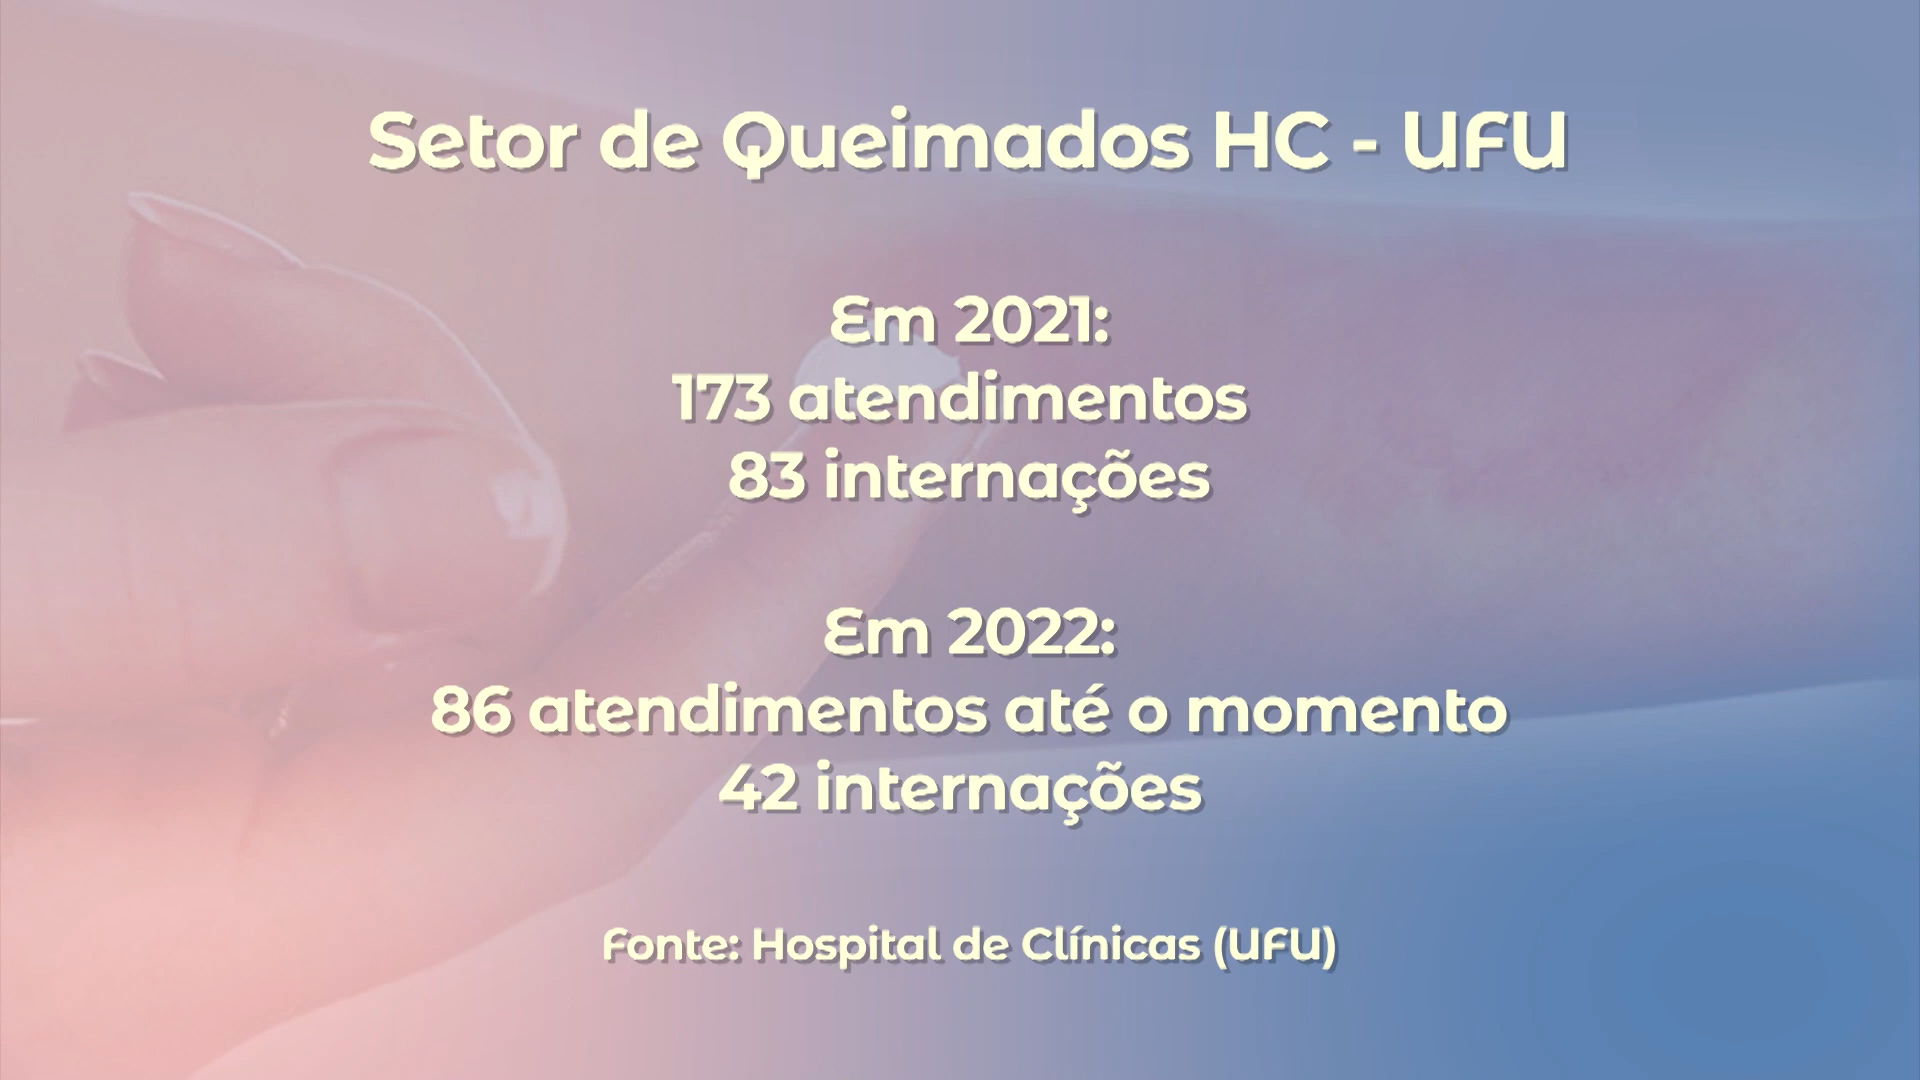 Setor de Queimados HC - UFU
Em 2021:
173 atendimentos
83 internações
Em 2022:
86 atendimentos até o momento
42 internações
Fonte: Hospital de Clínicas (UFU)